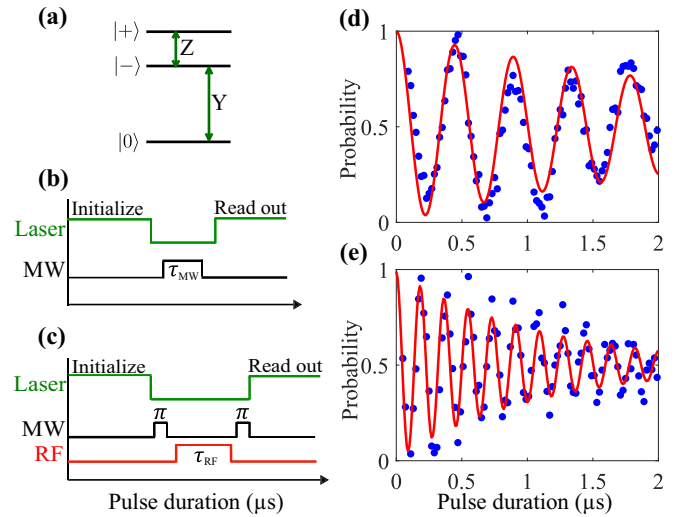 (a)
|+⟩
|−⟩
Z
Y
|0⟩
(b)
Initialize
Read out
Laser
MW
τMW
(c)
Initialize
Read out
Laser
π
π
MW
RF
τRF
Pulse duration (µs)
(d)
Probability
1
0.5
0
0
0.5
1
1.5
2
(e)
Probability
1
0.5
0
0
0.5
1
1.5
2
Pulse duration (µs)